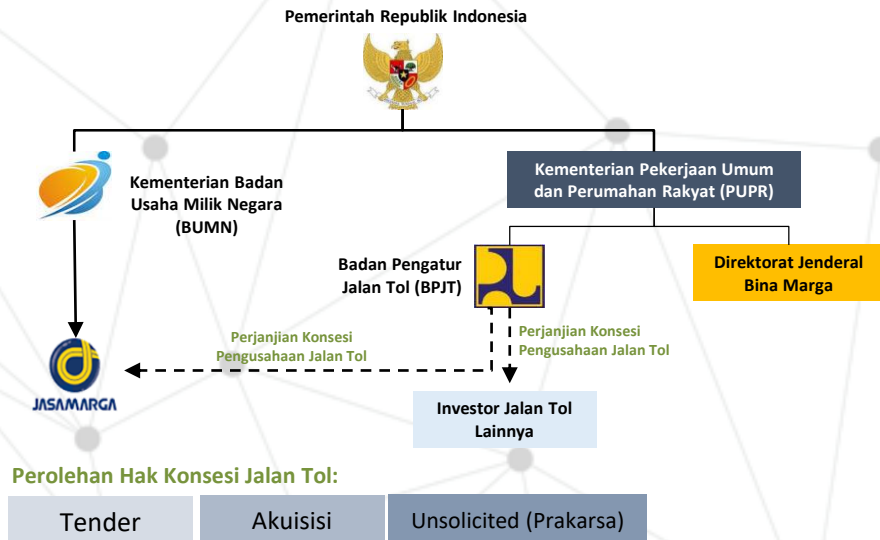 Pemerintah Republik Indonesia
Kementerian Badan
Usaha Milik Negara
(BUMN)
Kementerian Pekerjaan Umum
dan Perumahan Rakyat (PUPR)
Badan Pengatur
Jalan Tol (BPJT)
Direktorat Jenderal
Bina Marga
Perjanjian Konsesi
Pengusahaan Jalan Tol
Perjanjian Konsesi
Pengusahaan Jalan Tol
JASAMARGA
Investor Jalan Tol
Lainnya
Perolehan Hak Konsesi Jalan Tol:
Tender
Akuisisi
Unsolicited (Prakarsa)